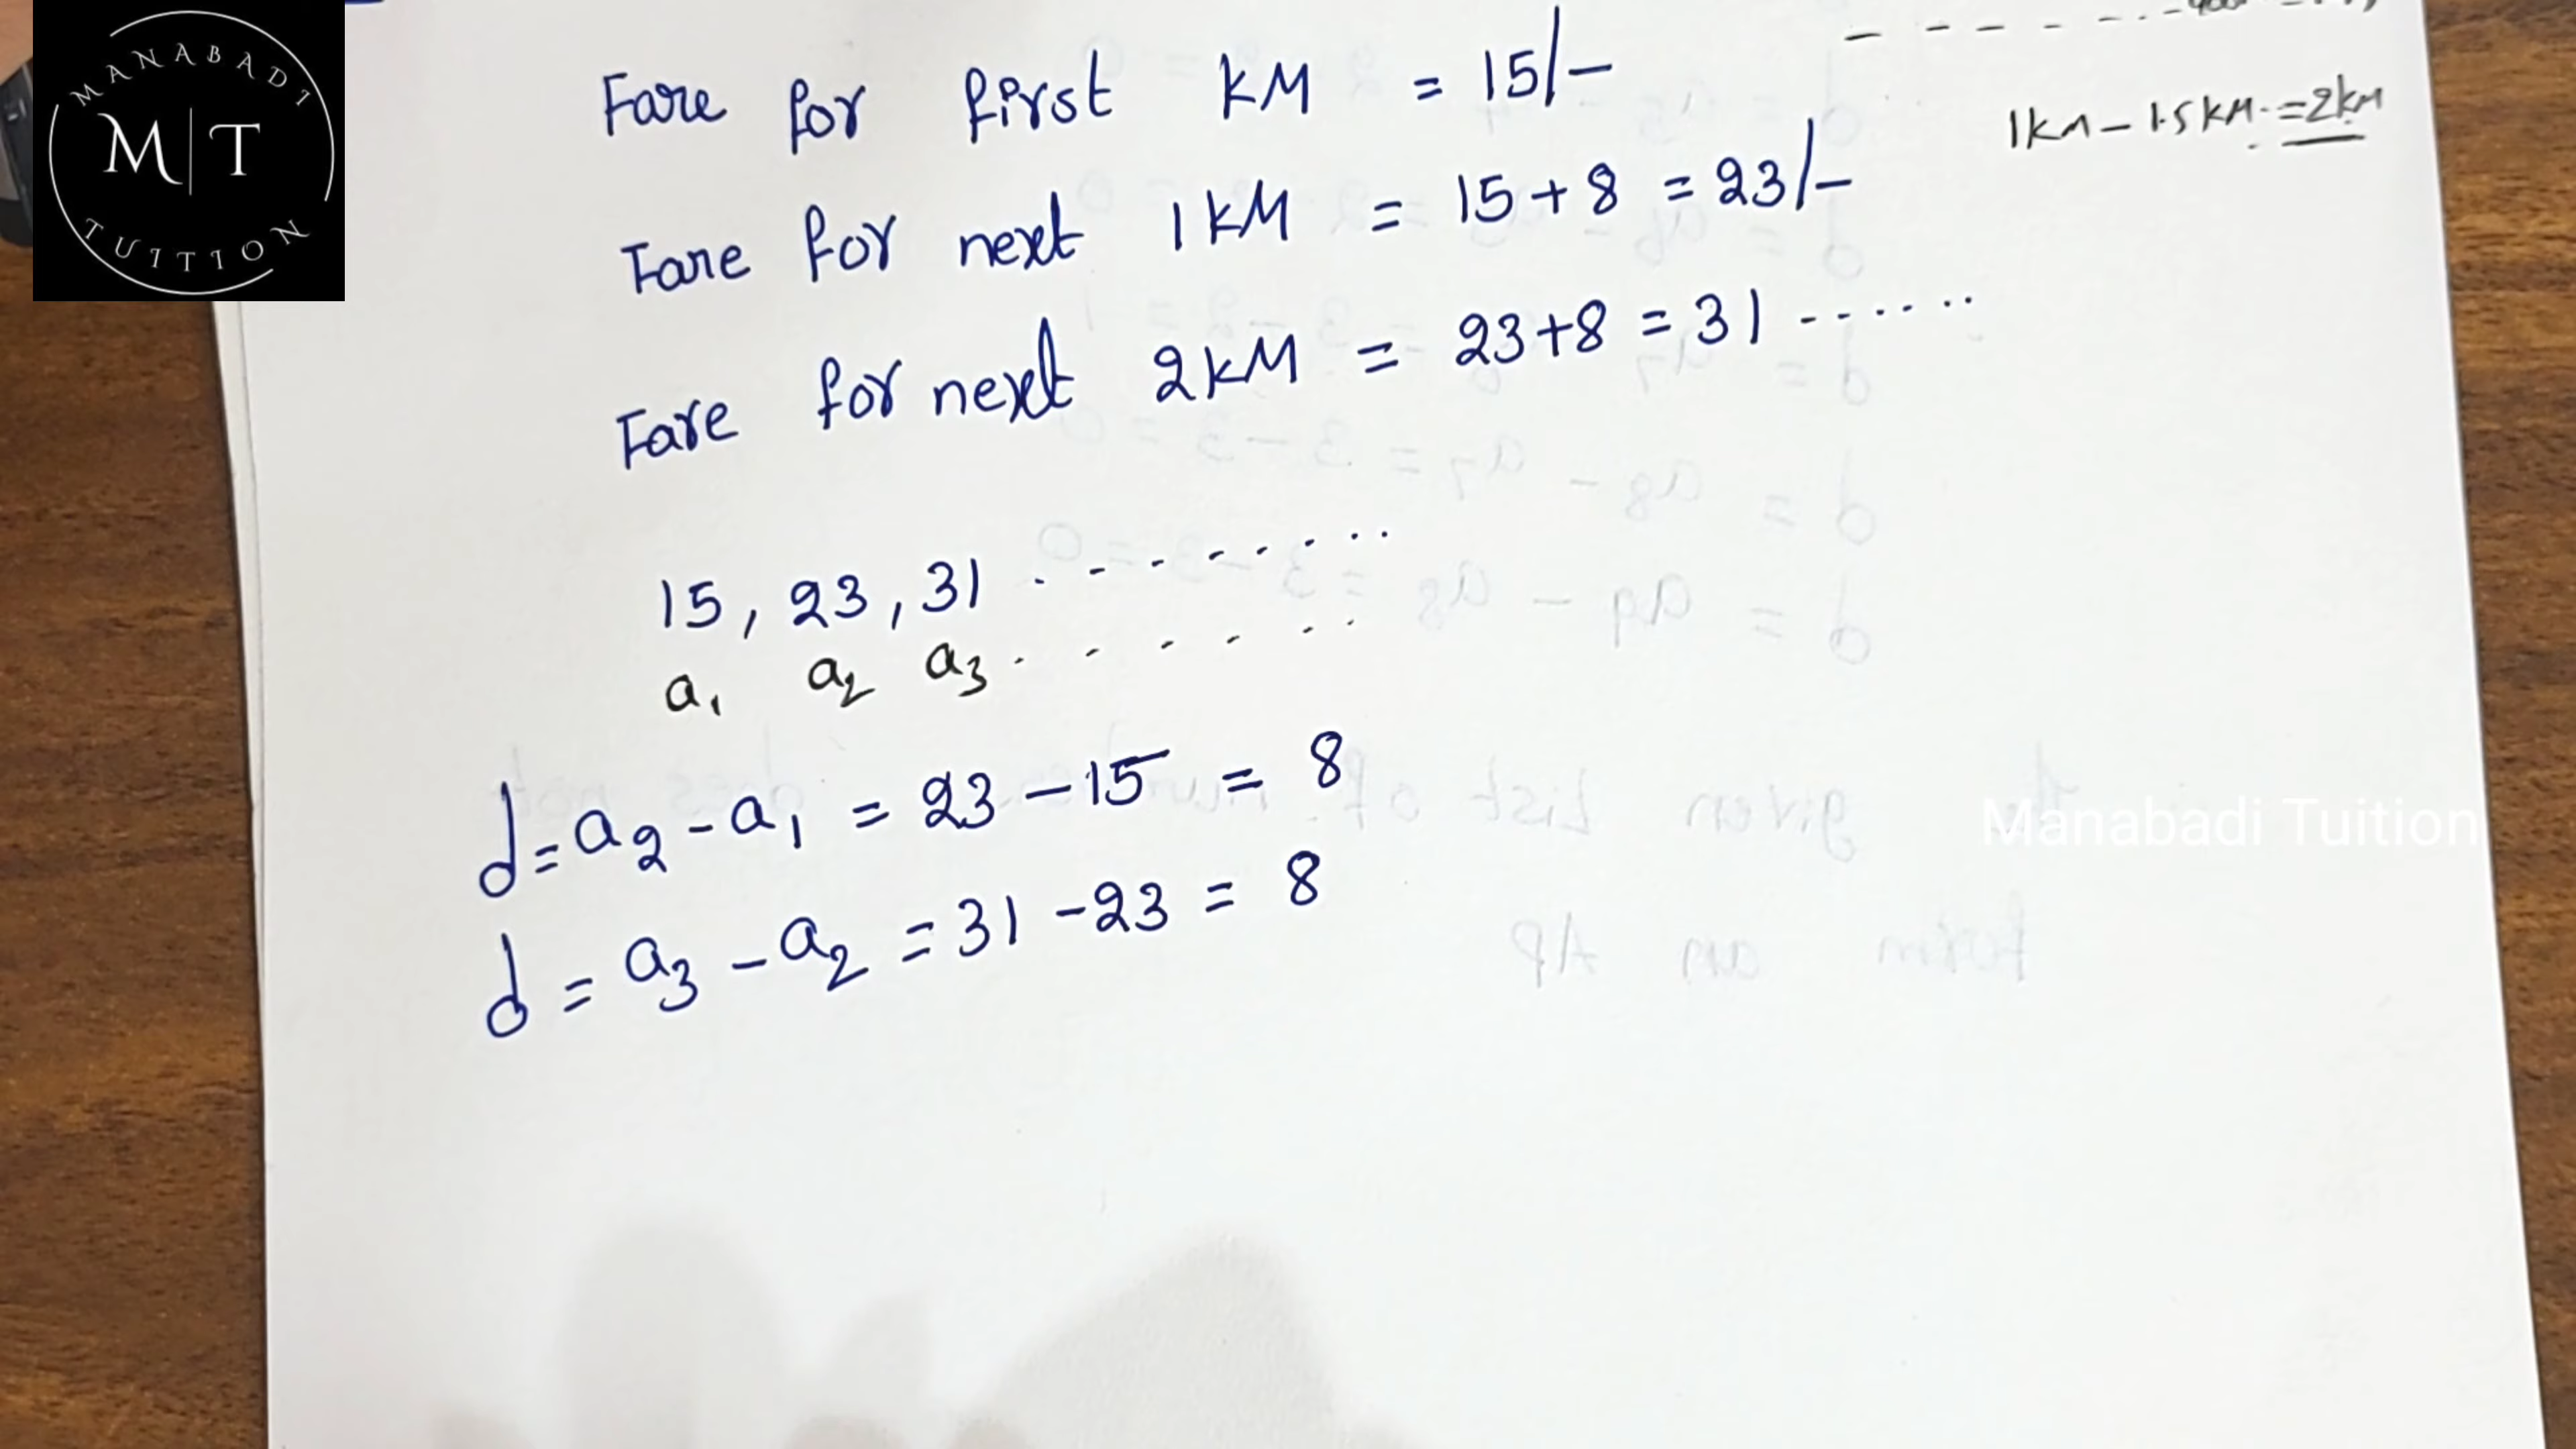 MANABADI
M|T
TUITION
Fare for first KM = 15/-
1KM - 1.5KM = 2KM
Fare for next 1KM = 15 + 8 = 23/-
Fare for next 2KM = 23+8 = 31 ......
15, 23, 31 .........
a1 a2 a3 .......
d = a2 - a1 = 23 - 15 = 8
Manabadi Tuition
d = a3 - a2 = 31 - 23 = 8